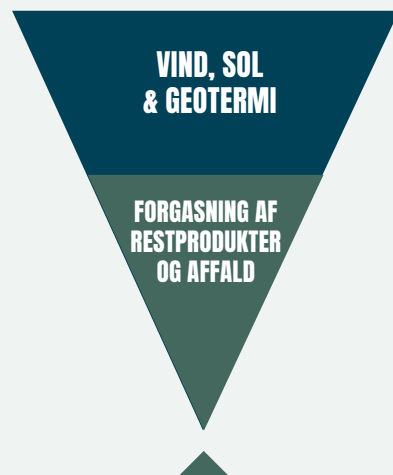 VIND, SOL
& GEOTERMI
FORGASNING AF
RESTPRODUKTER
OG AFFALD